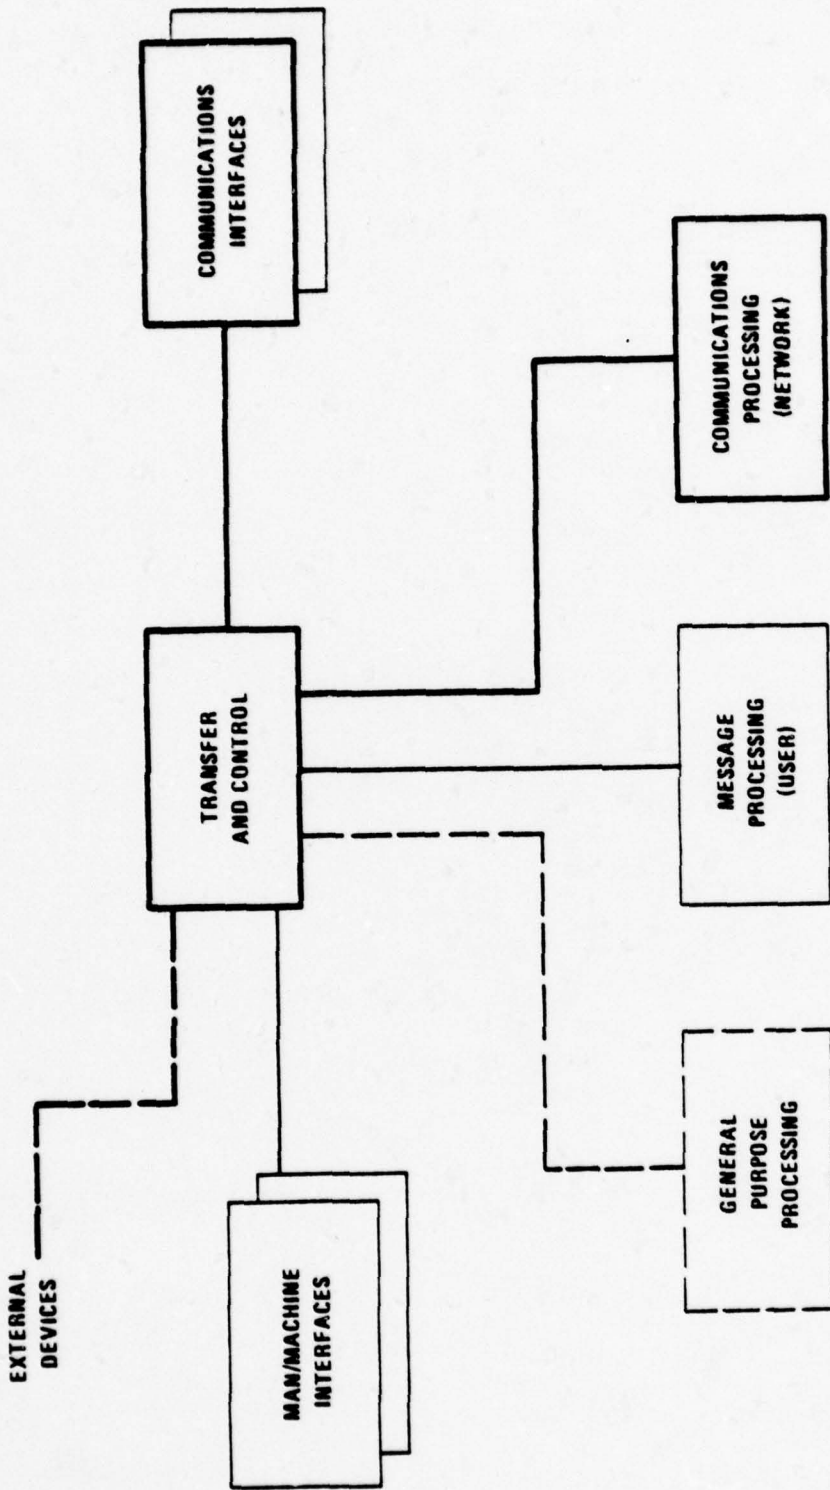 EXTERNAL
DEVICES
MAN/MACHINE
INTERFACES
TRANSFER
AND CONTROL
COMMUNICATIONS
INTERFACES
GENERAL
PURPOSE
PROCESSING
MESSAGE
PROCESSING
(USER)
COMMUNICATIONS
PROCESSING
(NETWORK)